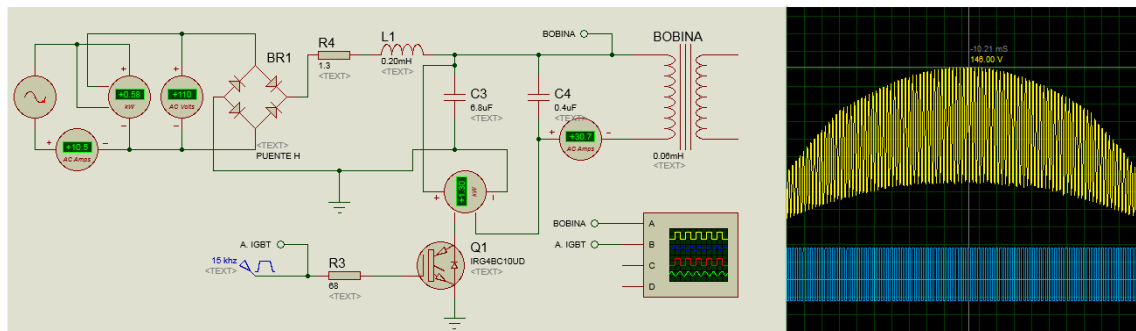 BR1
R4
1.3
<TEXT>
L1
0.20mH
<TEXT>
BOBINA
BOBINA
+0.58
kW
+110
AC Volts
+10.5
AC Amps
<TEXT>
PUENTE H
C3
6.8uF
<TEXT>
C4
0.4uF
<TEXT>
+30.7
AC Amps
0.06mH
<TEXT>
kW
A. IGBT
15 khz
<TEXT>
R3
68
<TEXT>
Q1
IRG4BC10UD
<TEXT>
BOBINA
A. IGBT
A
B
C
D
-10.21 mS
146.00 V